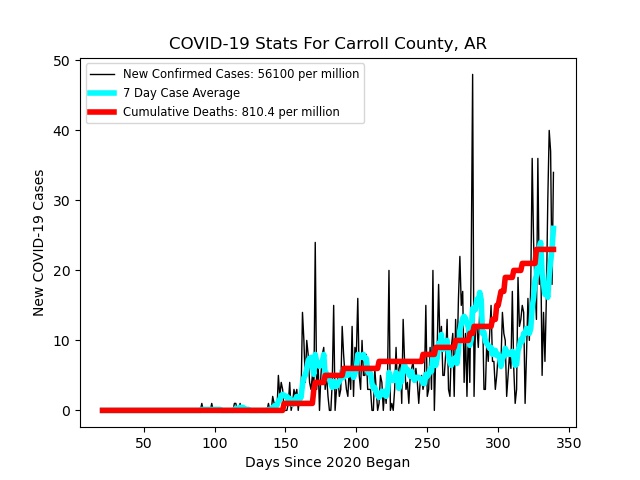 COVID-19 Stats For Carroll County, AR
New Confirmed Cases: 56100 per million
7 Day Case Average
Cumulative Deaths: 810.4 per million
New COVID-19 Cases
50
40
30
20
10
0
50 100 150 200 250 300 350
Days Since 2020 Began